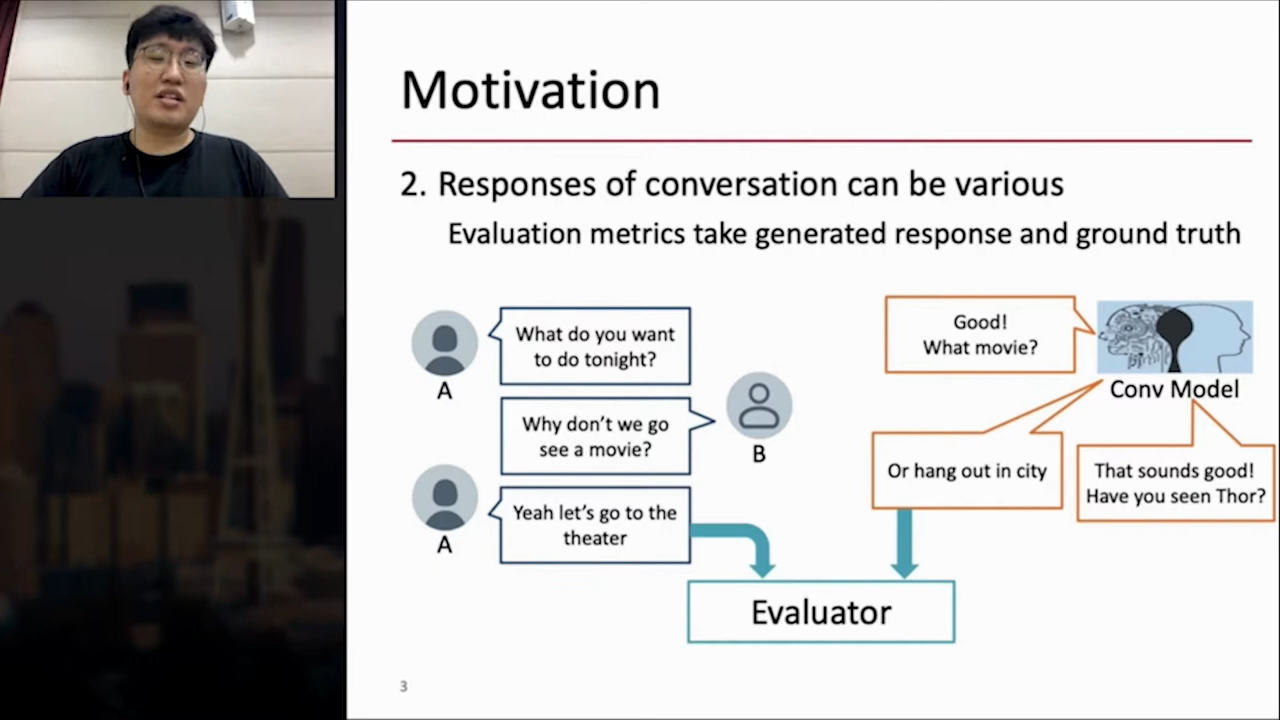 Motivation
2. Responses of conversation can be various
Evaluation metrics take generated response and ground truth
What do you want
to do tonight?
A
Why don't we go
see a movie?
B
Yeah let's go to the
theater
A
Good!
What movie?
Conv Model
Or hang out in city
That sounds good!
Have you seen Thor?
Evaluator
3